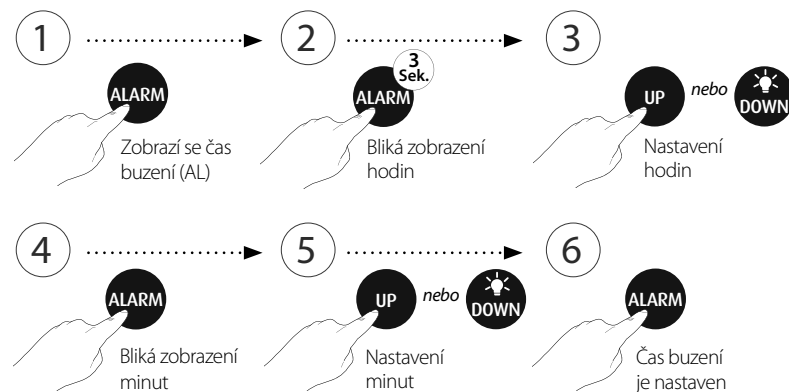 1
ALARM
Zobrazí se čas
buzení (AL)
2
3
Sek.
ALARM
Bliká zobrazení
hodin
3
UP nebo DOWN
Nastavení
hodin
4
ALARM
Bliká zobrazení
minut
5
UP nebo DOWN
Nastavení
minut
6
ALARM
Čas buzení
je nastaven